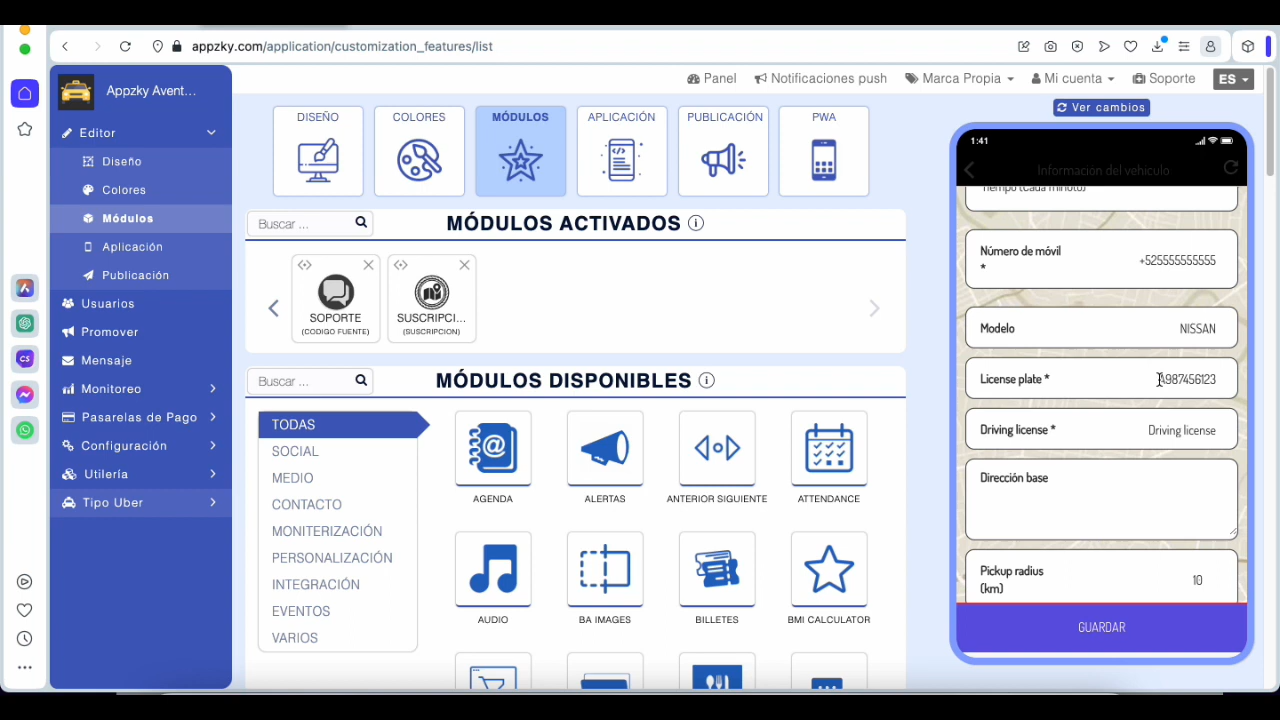 appzky.com/application/customization_features/list
Appzky Avent...
Editor
Diseño
Colores
Módulos
Aplicación
Publicación
Usuarios
Promover
Mensaje
Monitoreo
Pasarelas de Pago
Configuración
Utilería
Tipo Uber
Panel
Notificaciones push
Marca Propia
Mi cuenta
Soporte
ES
DISEÑO
COLORES
MÓDULOS
APLICACIÓN
PUBLICACIÓN
PWA
Buscar ...
MÓDULOS ACTIVADOS
SOPORTE
(CODIGO FUENTE)
SUSCRIPCI...
(SUSCRIPCION)
Buscar ...
MÓDULOS DISPONIBLES
TODAS
SOCIAL
MEDIO
CONTACTO
MONITERIZACIÓN
PERSONALIZACIÓN
INTEGRACIÓN
EVENTOS
VARIOS
AGENDA
ALERTAS
ANTERIOR SIGUIENTE
ATTENDANCE
AUDIO
BA IMAGES
BILLETES
BMI CALCULATOR
Ver cambios
1:41
Información del vehículo
Tiempo (Cada minuto)
Número de móvil
*
+525555555555
Modelo
NISSAN
License plate *
A987456123
Driving license *
Driving license
Dirección base
Pickup radius
(km)
10
GUARDAR